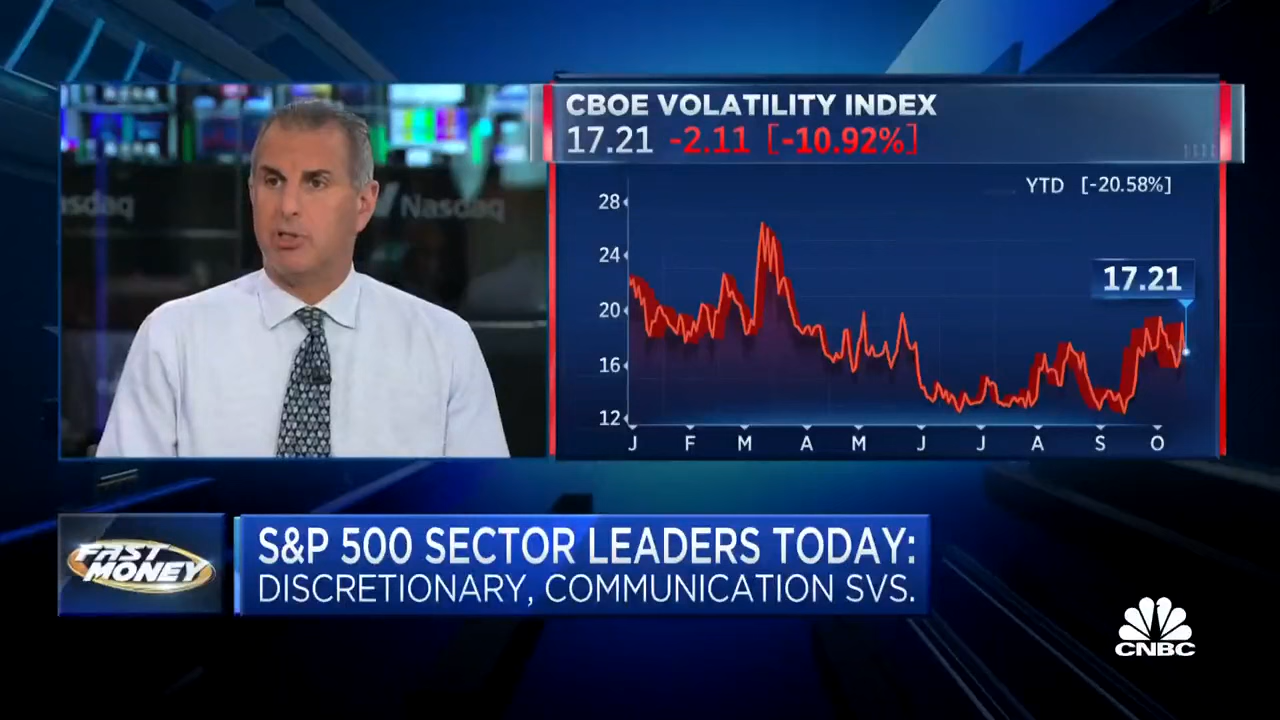 CBOE VOLATILITY INDEX
17.21 -2.11 [-10.92%]
YTD [-20.58%]
28
24
20
16
12
17.21
J F M A M J J A S O
sdaq
Nasdaq
FAST
MONEY
S&P 500 SECTOR LEADERS TODAY:
DISCRETIONARY, COMMUNICATION SVS.
CNBC